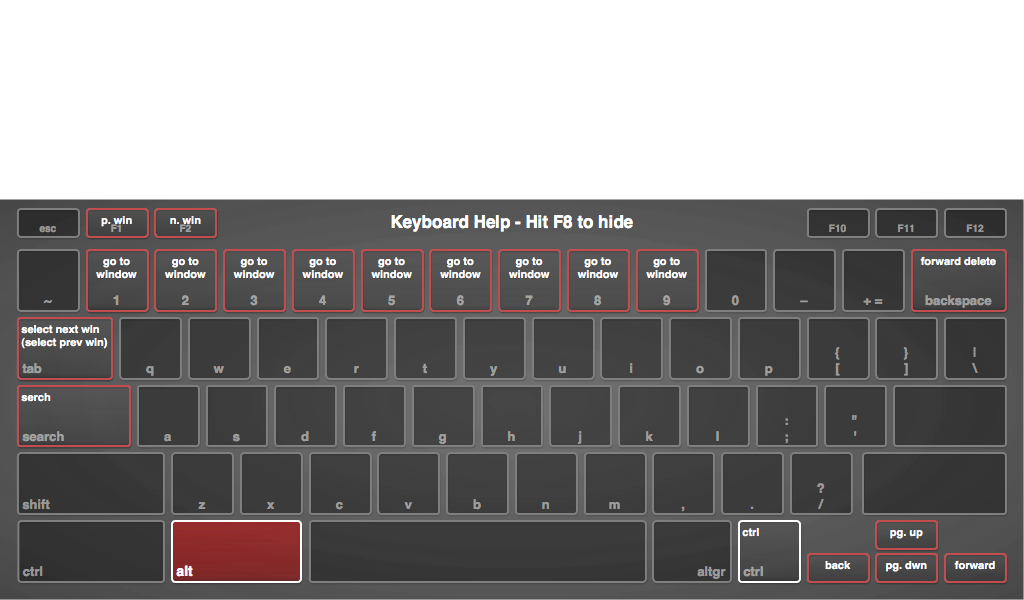 Keyboard Help - Hit F8 to hide
esc
p. win
F1
n. win
F2
F10
F11
F12
~
go to
window
1
go to
window
2
go to
window
3
go to
window
4
go to
window
5
go to
window
6
go to
window
7
go to
window
8
go to
window
9
0
–
+ =
forward delete
backspace
select next win
(select prev win)
tab
q
w
e
r
t
y
u
i
o
p
{
[
}
]
|
\
serch
search
a
s
d
f
g
h
j
k
l
:
;
"
'
shift
z
x
c
v
b
n
m
,
.
?
/
ctrl
alt
altgr
ctrl
ctrl
pg. up
back
pg. dwn
forward